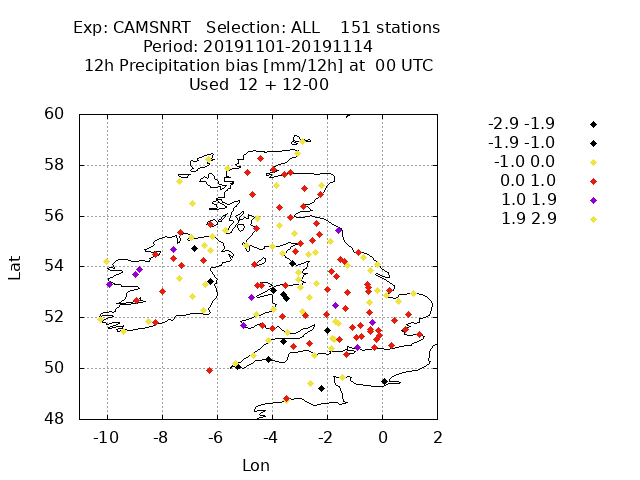 Exp: CAMSNRT   Selection: ALL    151 stations
Period: 20191101-20191114
12h Precipitation bias [mm/12h] at  00 UTC
Used  12 + 12-00
-2.9 -1.9
-1.9 -1.0
-1.0 0.0
0.0 1.0
1.0 1.9
1.9 2.9
60
58
56
54
52
50
48
Lat
-10 -8 -6 -4 -2 0 2
Lon